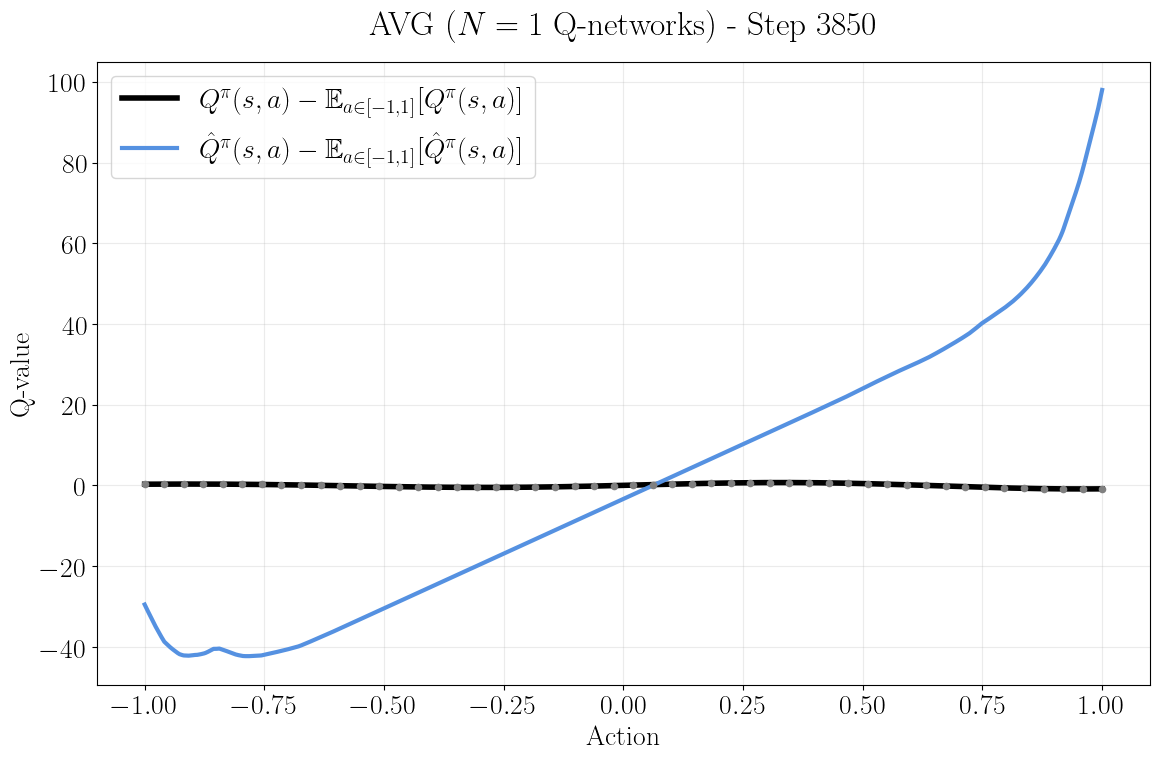 AVG (N = 1 Q-networks) - Step 3850
Q^π(s, a) − 𝔼_{a∈[−1,1]}[Q^π(s, a)]
Q̂^π(s, a) − 𝔼_{a∈[−1,1]}[Q̂^π(s, a)]
100
80
60
40
20
0
−20
−40
Q-value
−1.00 −0.75 −0.50 −0.25 0.00 0.25 0.50 0.75 1.00
Action